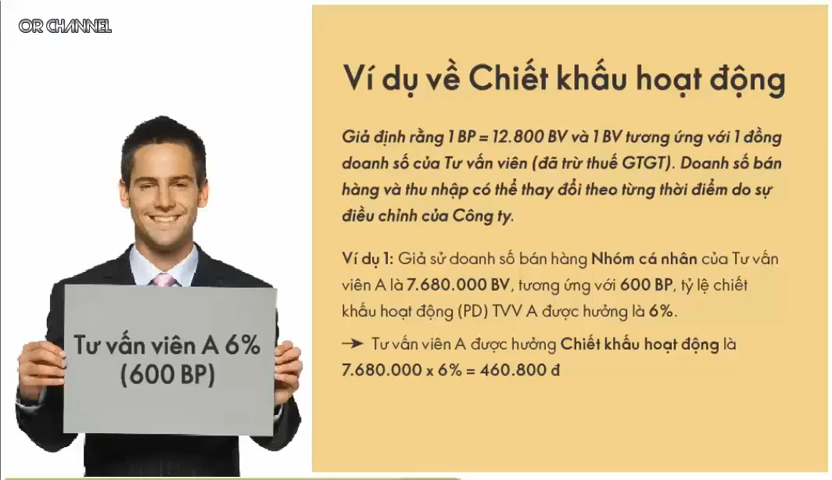 OR CHANNEL
Ví dụ về Chiết khấu hoạt động
Giả định rằng 1 BP = 12.800 BV và 1 BV tương ứng với 1 đồng
doanh số của Tư vấn viên (đã trừ thuế GTGT). Doanh số bán
hàng và thu nhập có thể thay đổi theo từng thời điểm do sự
điều chỉnh của Công ty.
Ví dụ 1: Giả sử doanh số bán hàng Nhóm cá nhân của Tư vấn
viên A là 7.680.000 BV, tương ứng với 600 BP, tỷ lệ chiết
khấu hoạt động (PD) TVV A được hưởng là 6%.
→ Tư vấn viên A được hưởng Chiết khấu hoạt động là
7.680.000 x 6% = 460.800 đ
Tư vấn viên A 6%
(600 BP)